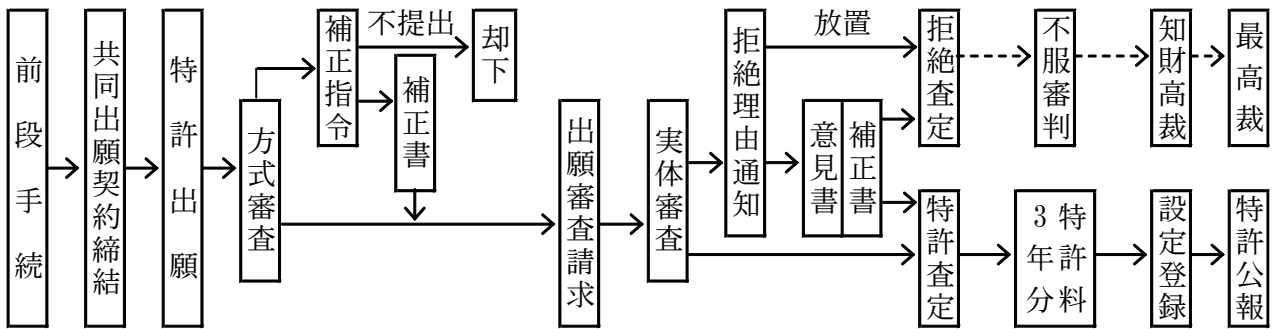 前段手続
共同出願契約締結
特許出願
方式審査
補正指令
不提出
却下
補正書
出願審査請求
実体審査
拒絶理由通知
放置
意見書
補正書
拒絶査定
不服審判
知財高裁
最高裁
特許査定
特許料
3年分
設定登録
特許公報